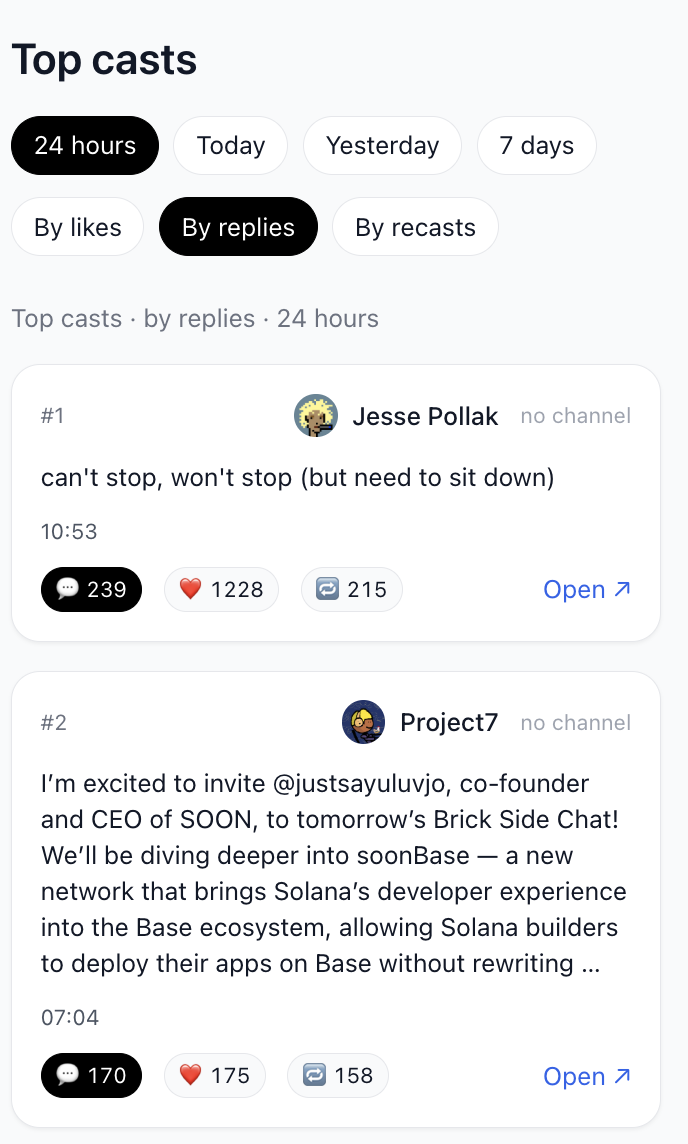 Top casts
24 hours Today Yesterday 7 days
By likes By replies By recasts
Top casts · by replies · 24 hours
#1 Jesse Pollak no channel
can't stop, won't stop (but need to sit down)
10:53
💬 239 ❤️ 1228 🔁 215 Open ↗
#2 Project7 no channel
I’m excited to invite @justsayuluvjo, co-founder
and CEO of SOON, to tomorrow’s Brick Side Chat!
We’ll be diving deeper into soonBase — a new
network that brings Solana’s developer experience
into the Base ecosystem, allowing Solana builders
to deploy their apps on Base without rewriting ...
07:04
💬 170 ❤️ 175 🔁 158 Open ↗